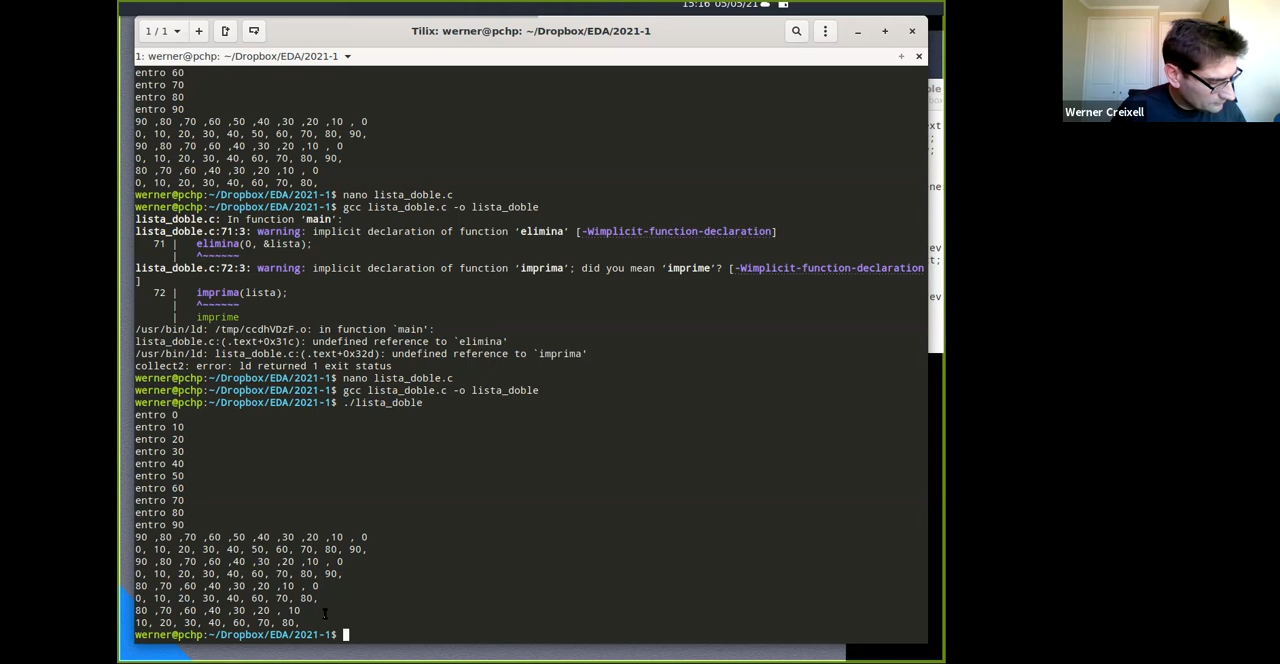 15:16 05/05/21
1 / 1
Tilix: werner@pchp: ~/Dropbox/EDA/2021-1
1: werner@pchp: ~/Dropbox/EDA/2021-1
entro 60
entro 70
entro 80
entro 90
90 ,80 ,70 ,60 ,50 ,40 ,30 ,20 ,10 , 0
0, 10, 20, 30, 40, 50, 60, 70, 80, 90,
90 ,80 ,70 ,60 ,40 ,30 ,20 ,10 , 0
0, 10, 20, 30, 40, 60, 70, 80, 90,
80 ,70 ,60 ,40 ,30 ,20 ,10 , 0
0, 10, 20, 30, 40, 60, 70, 80,
werner@pchp:~/Dropbox/EDA/2021-1$ nano lista_doble.c
werner@pchp:~/Dropbox/EDA/2021-1$ gcc lista_doble.c -o lista_doble
lista_doble.c: In function ‘main’:
lista_doble.c:71:3: warning: implicit declaration of function ‘elimina’ [-Wimplicit-function-declaration]
71 | elimina(0, &lista);
| ^~~~~~~
lista_doble.c:72:3: warning: implicit declaration of function ‘imprima’; did you mean ‘imprime’? [-Wimplicit-function-declaration
]
72 | imprima(lista);
| ^~~~~~~
| imprime
/usr/bin/ld: /tmp/ccdhVDzF.o: in function `main':
lista_doble.c:(.text+0x31c): undefined reference to `elimina'
/usr/bin/ld: lista_doble.c:(.text+0x32d): undefined reference to `imprima'
collect2: error: ld returned 1 exit status
werner@pchp:~/Dropbox/EDA/2021-1$ nano lista_doble.c
werner@pchp:~/Dropbox/EDA/2021-1$ gcc lista_doble.c -o lista_doble
werner@pchp:~/Dropbox/EDA/2021-1$ ./lista_doble
entro 0
entro 10
entro 20
entro 30
entro 40
entro 50
entro 60
entro 70
entro 80
entro 90
90 ,80 ,70 ,60 ,50 ,40 ,30 ,20 ,10 , 0
0, 10, 20, 30, 40, 50, 60, 70, 80, 90,
90 ,80 ,70 ,60 ,40 ,30 ,20 ,10 , 0
0, 10, 20, 30, 40, 60, 70, 80, 90,
80 ,70 ,60 ,40 ,30 ,20 ,10 , 0
0, 10, 20, 30, 40, 60, 70, 80,
80 ,70 ,60 ,40 ,30 ,20 , 10
10, 20, 30, 40, 60, 70, 80,
werner@pchp:~/Dropbox/EDA/2021-1$
Werner Creixell